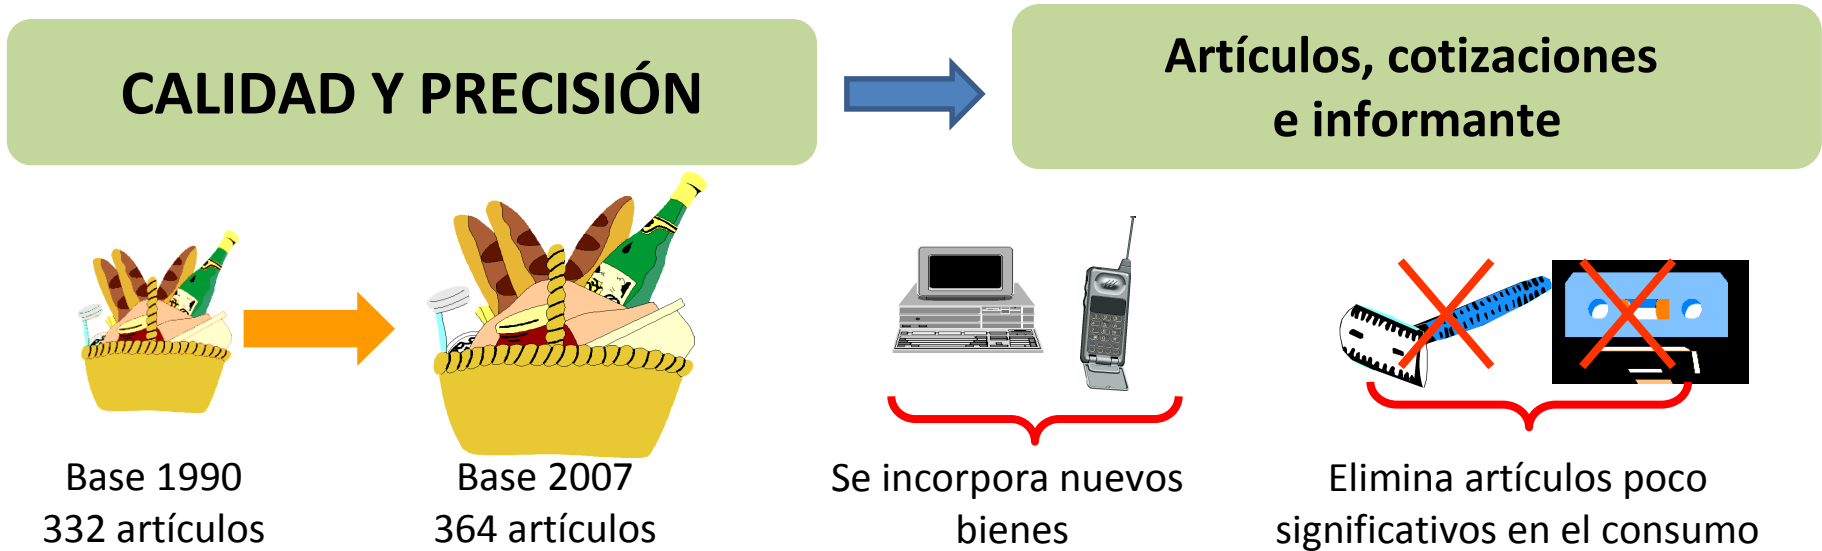 CALIDAD Y PRECISIÓN
Artículos, cotizaciones
e informante
Base 1990
332 artículos
Base 2007
364 artículos
Se incorpora nuevos
bienes
Elimina artículos poco
significativos en el consumo